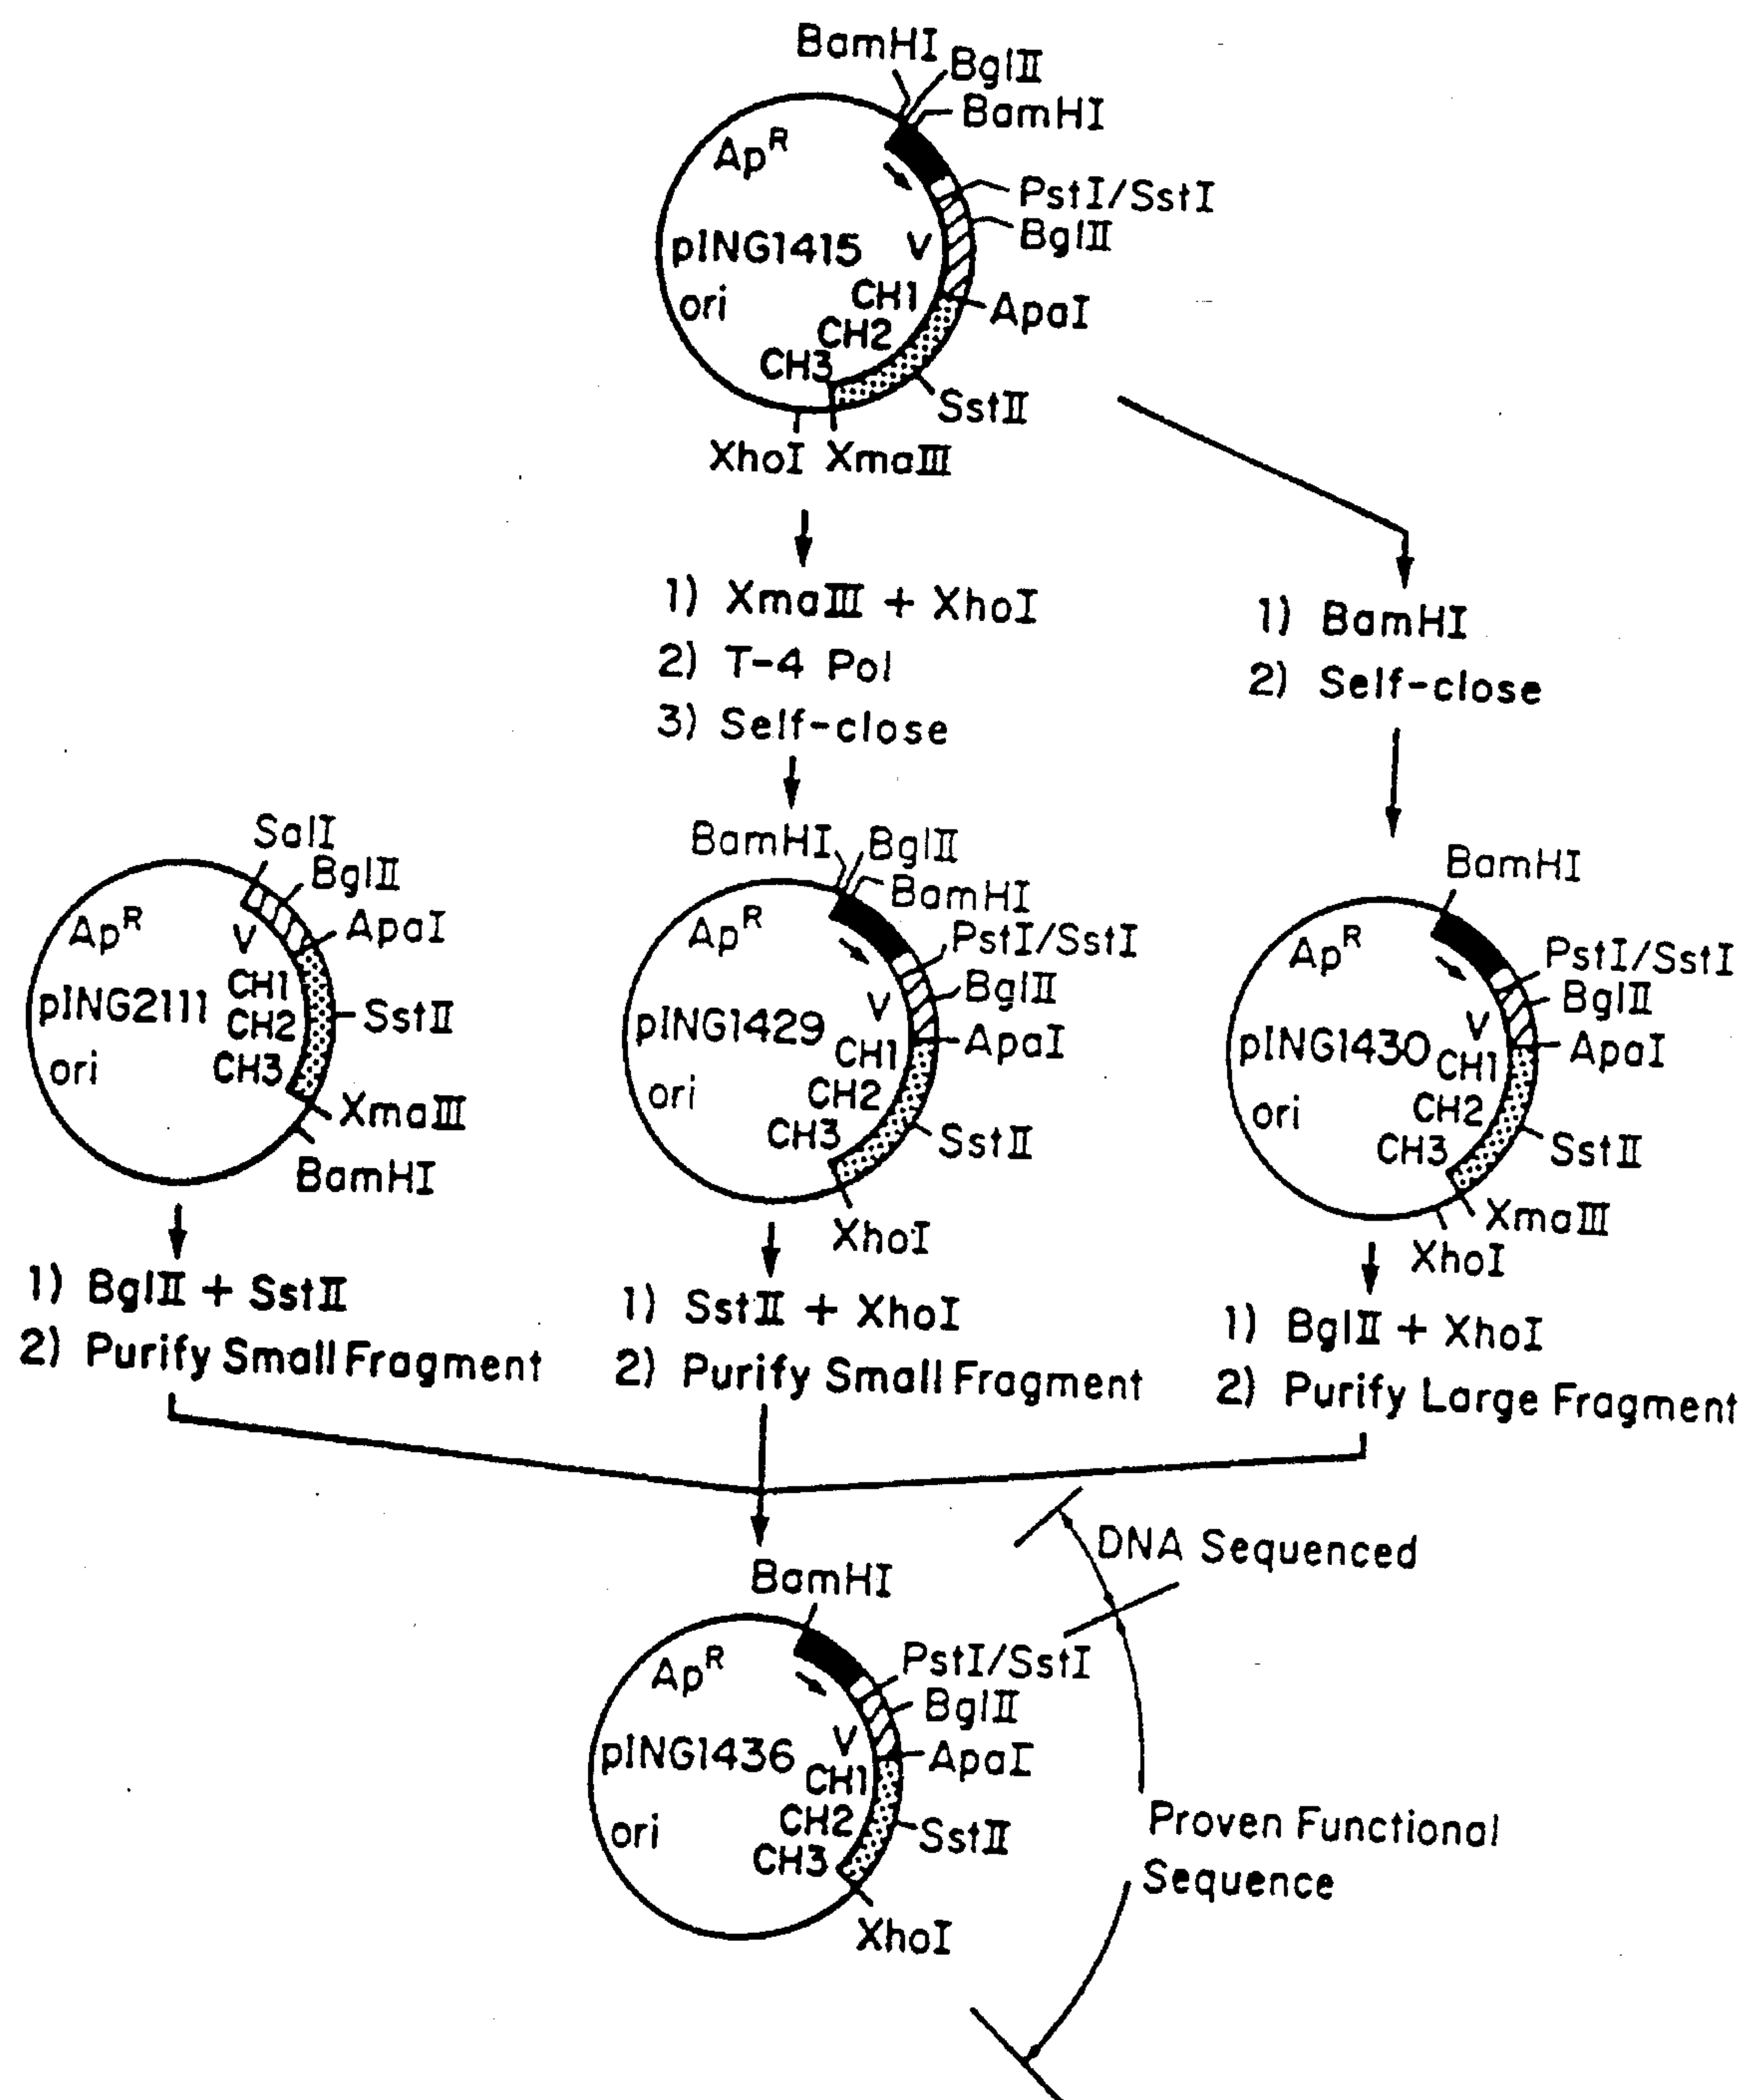 BamHI
BglII
BamHI
Ap^R
PstI/SstI
BglII
pING1415
V
CH1
ori
ApaI
CH2
CH3
SstII
XhoI XmaIII
1) XmaIII + XhoI
2) T-4 Pol
3) Self-close
1) BamHI
2) Self-close
SalI
BglII
Ap^R
V
ApaI
CH1
pING2111
CH2
SstII
ori
CH3
XmaIII
BamHI
BamHI
BglII
BamHI
Ap^R
PstI/SstI
V
BglII
pING1429
CH1
ApaI
ori
CH2
CH3
SstII
XhoI
BamHI
Ap^R
PstI/SstI
BglII
V
pING1430
CH1
ApaI
ori
CH2
CH3
SstII
XmaIII
XhoI
1) BglII + SstII
2) Purify Small Fragment
1) SstII + XhoI
2) Purify Small Fragment
1) BglII + XhoI
2) Purify Large Fragment
DNA Sequenced
BamHI
Ap^R
PstI/SstI
BglII
V
pING1436
ApaI
CH1
ori
CH2
SstII
CH3
XhoI
Proven Functional
Sequence